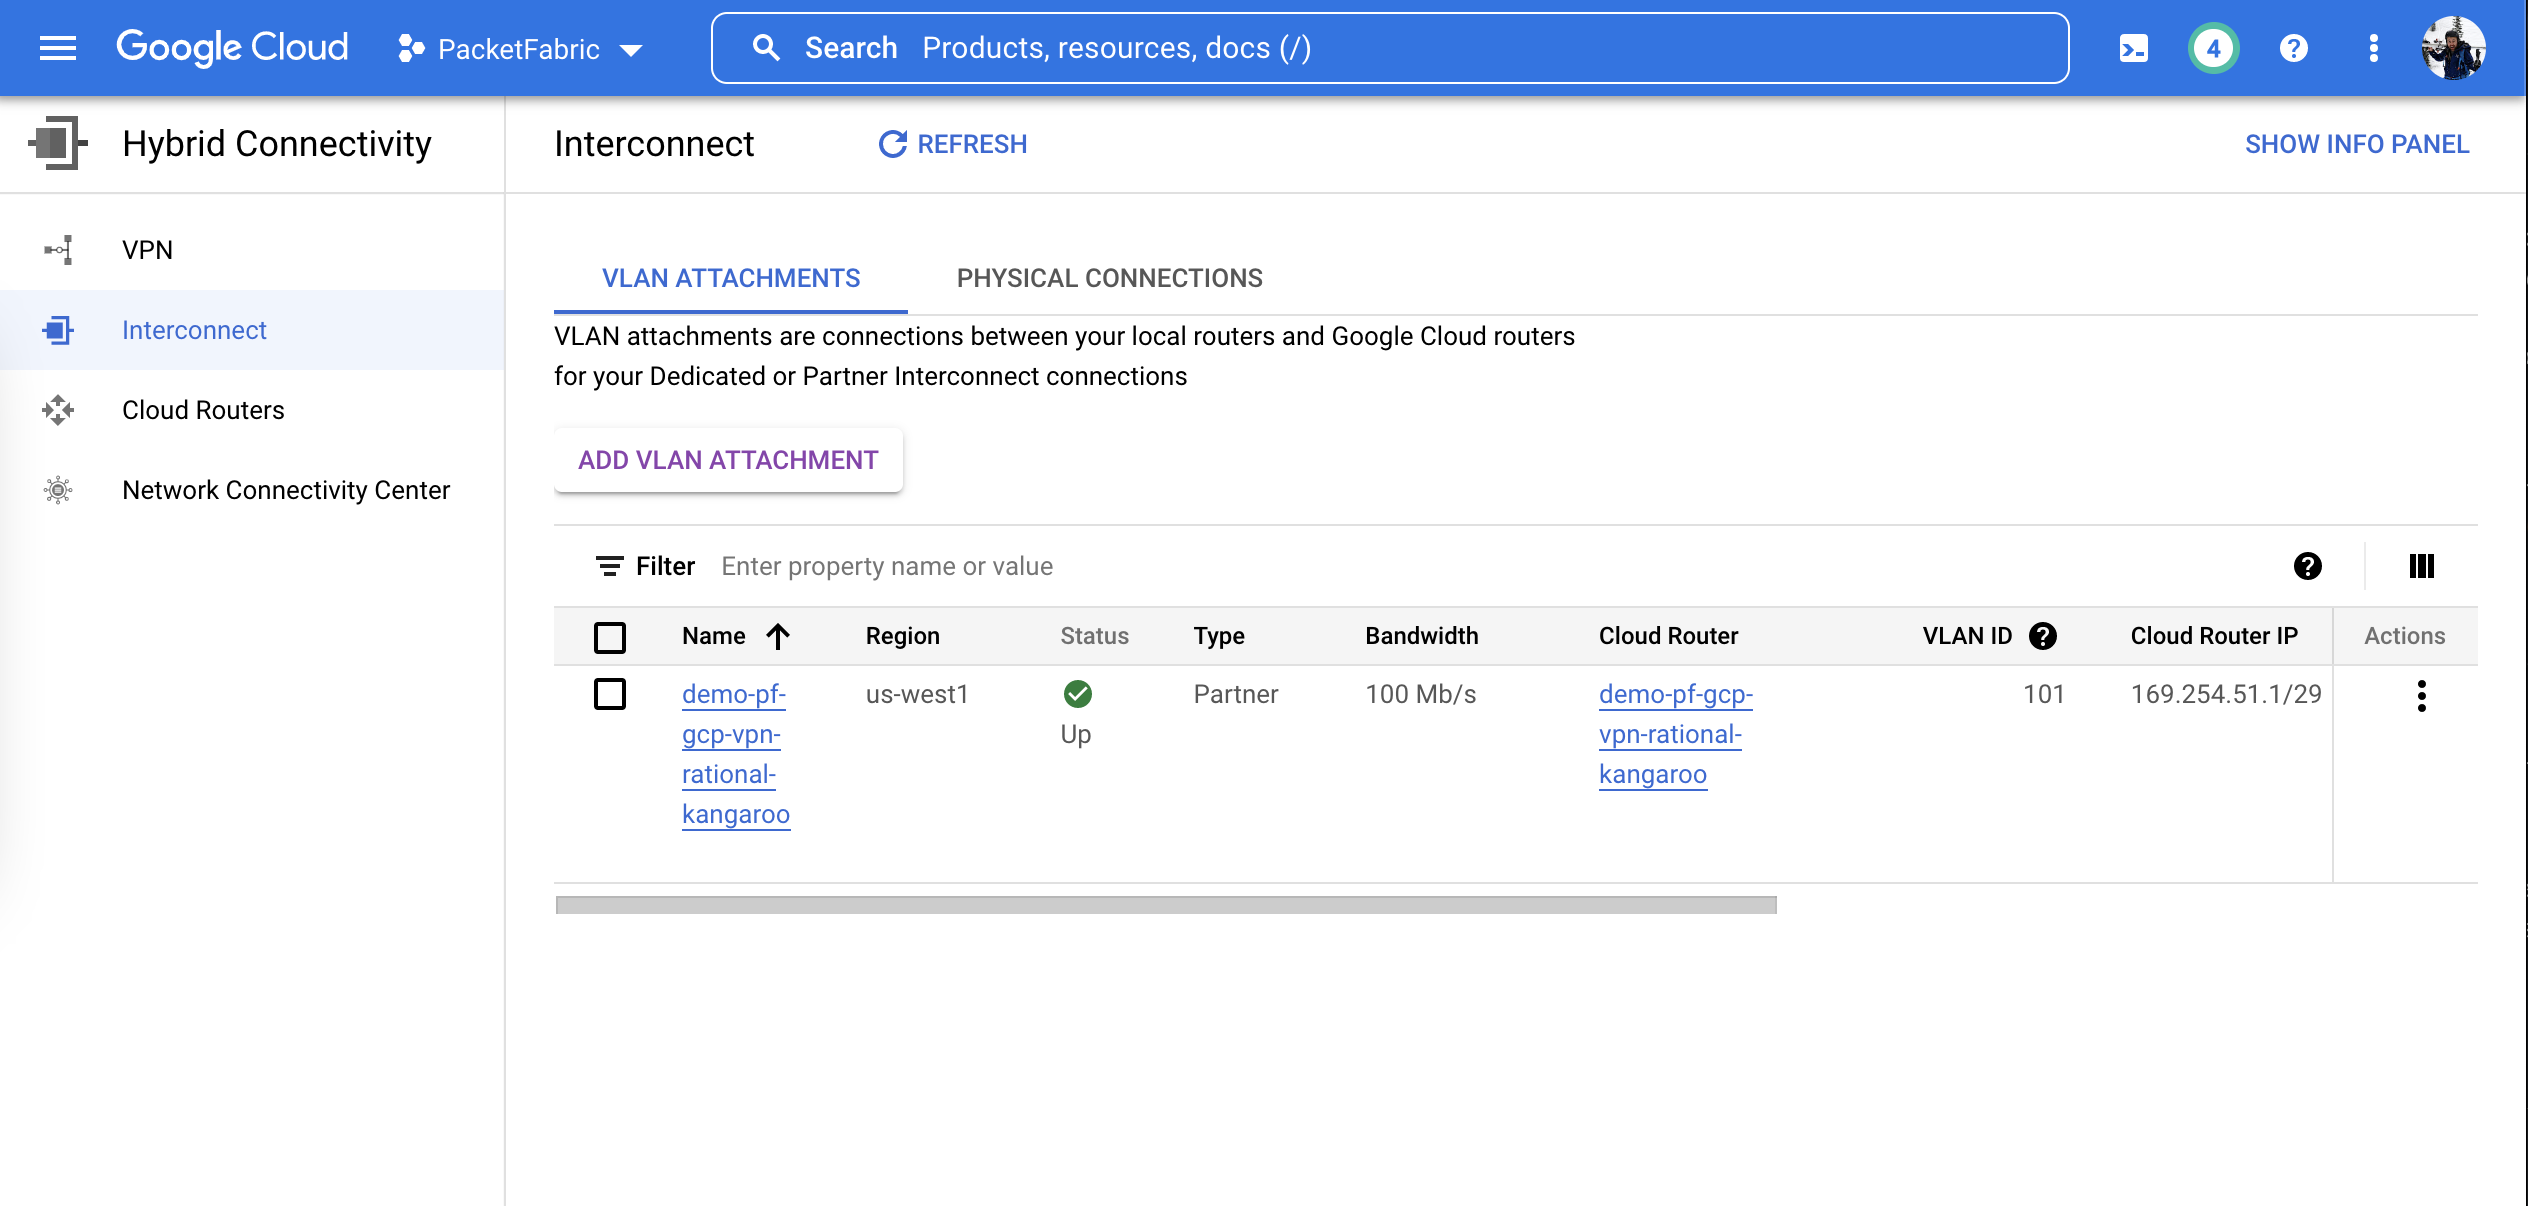 Google Cloud
PacketFabric
Search Products, resources, docs (/)
4
Hybrid Connectivity
Interconnect
REFRESH
SHOW INFO PANEL
VPN
Interconnect
Cloud Routers
Network Connectivity Center
VLAN ATTACHMENTS
PHYSICAL CONNECTIONS
VLAN attachments are connections between your local routers and Google Cloud routers
for your Dedicated or Partner Interconnect connections
ADD VLAN ATTACHMENT
Filter Enter property name or value
Name Region Status Type Bandwidth Cloud Router VLAN ID Cloud Router IP Actions
demo-pf- us-west1 Partner 100 Mb/s demo-pf-gcp- 101 169.254.51.1/29
gcp-vpn- Up vpn-rational-
rational- kangaroo
kangaroo